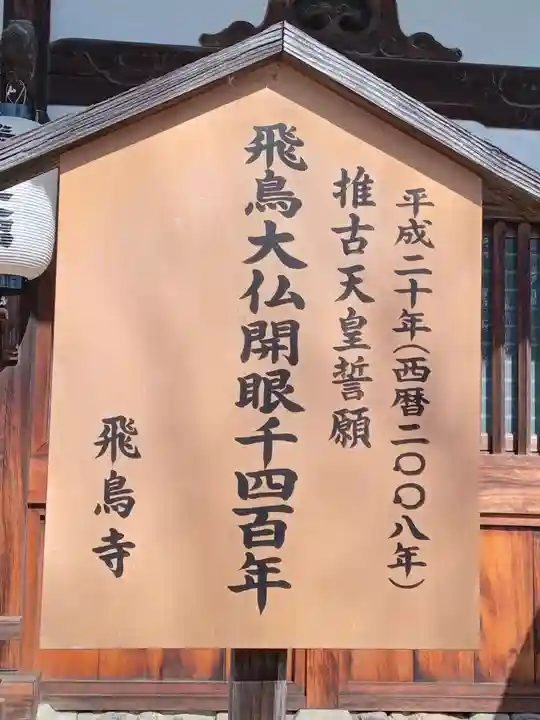 平成二十年(西暦二〇〇八年)
推古天皇誓願
飛鳥大仏開眼千四百年
飛鳥寺